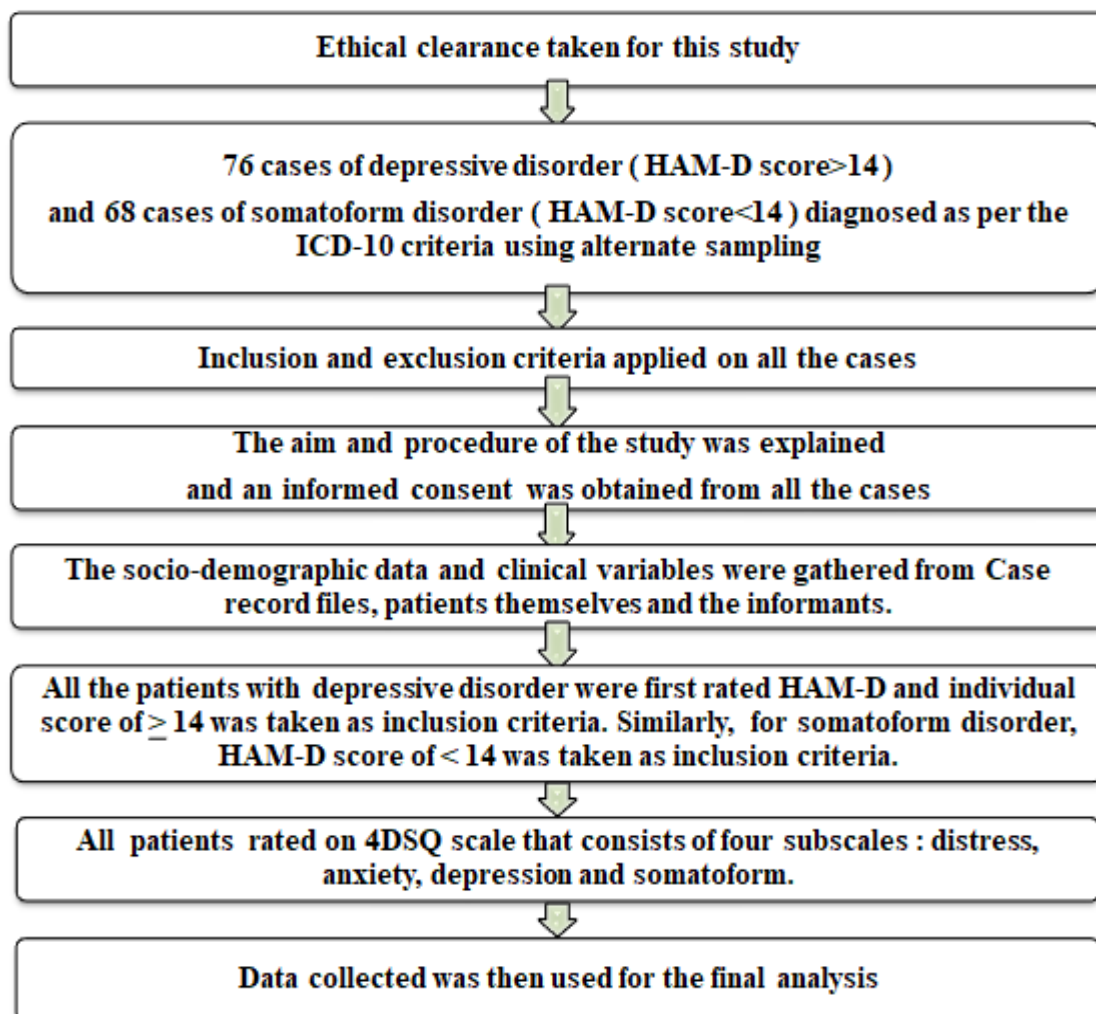 Ethical clearance taken for this study
76 cases of depressive disorder ( HAM-D score>14 )
and 68 cases of somatoform disorder ( HAM-D score<14 ) diagnosed as per the
ICD-10 criteria using alternate sampling
Inclusion and exclusion criteria applied on all the cases
The aim and procedure of the study was explained
and an informed consent was obtained from all the cases
The socio-demographic data and clinical variables were gathered from Case
record files, patients themselves and the informants.
All the patients with depressive disorder were first rated HAM-D and individual
score of ≥ 14 was taken as inclusion criteria. Similarly, for somatoform disorder,
HAM-D score of < 14 was taken as inclusion criteria.
All patients rated on 4DSQ scale that consists of four subscales : distress,
anxiety, depression and somatoform.
Data collected was then used for the final analysis